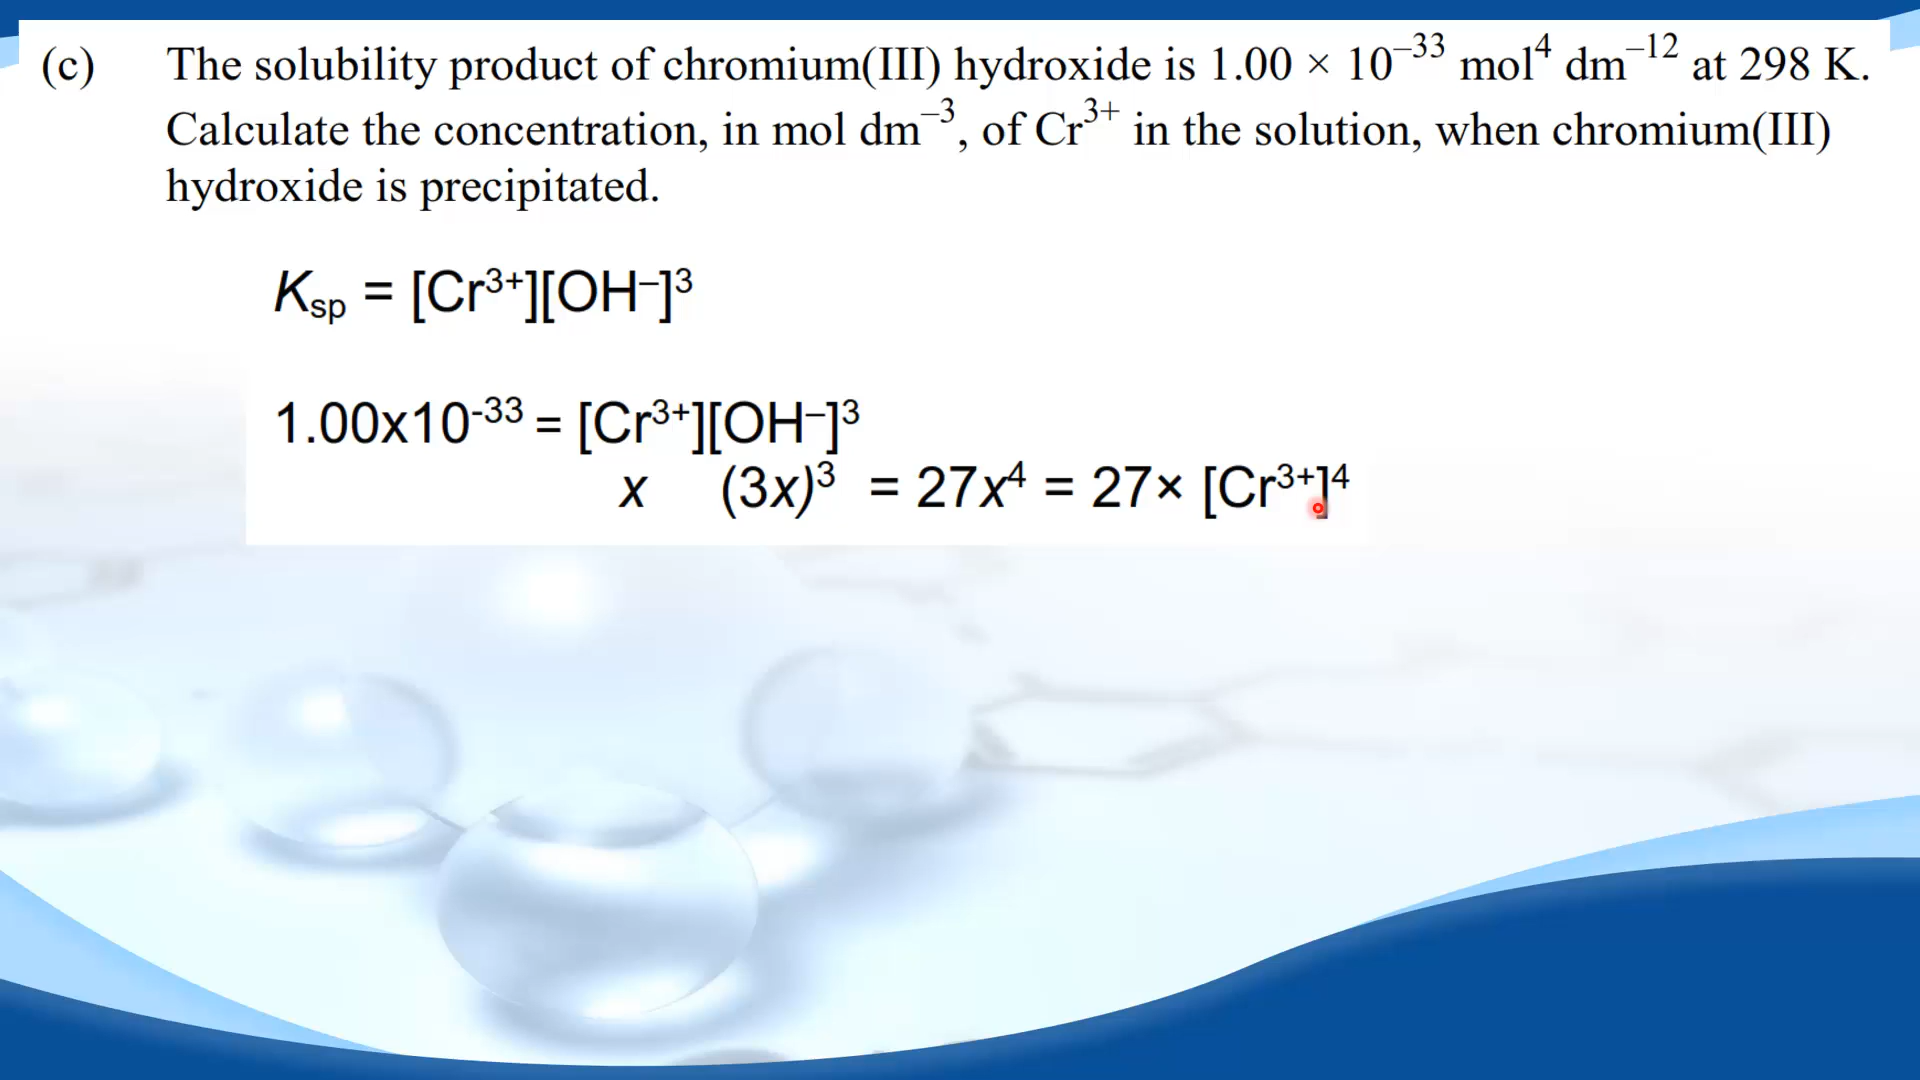 (c) The solubility product of chromium(III) hydroxide is 1.00 × 10⁻³³ mol⁴ dm⁻¹² at 298 K.
Calculate the concentration, in mol dm⁻³, of Cr³⁺ in the solution, when chromium(III)
hydroxide is precipitated.
Kₛₚ = [Cr³⁺][OH⁻]³
1.00x10⁻³³ = [Cr³⁺][OH⁻]³
x (3x)³ = 27x⁴ = 27× [Cr³⁺]⁴